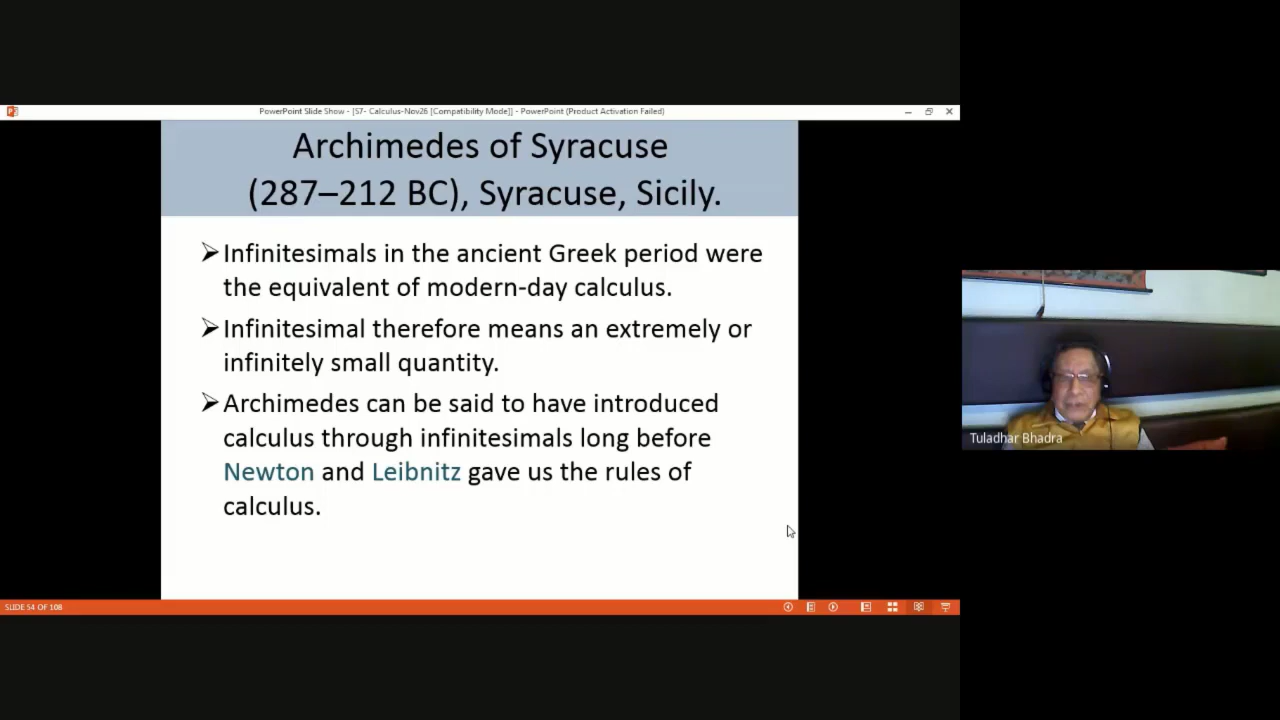 PowerPoint Slide Show - [S7- Calculus-Nov26 [Compatibility Mode]] - PowerPoint (Product Activation Failed)
Archimedes of Syracuse
(287–212 BC), Syracuse, Sicily.
Infinitesimals in the ancient Greek period were
the equivalent of modern-day calculus.
Infinitesimal therefore means an extremely or
infinitely small quantity.
Archimedes can be said to have introduced
calculus through infinitesimals long before
Newton and Leibnitz gave us the rules of
calculus.
Tuladhar Bhadra
SLIDE 54 OF 108